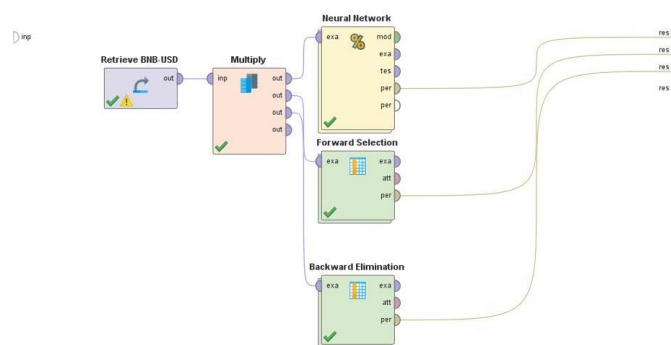 Neural Network
inp
exa
mod
exa
tes
per
per
res
res
res
res
Retrieve BNB-USD
out
Multiply
inp
out
out
out
out
Forward Selection
exa
exa
att
per
Backward Elimination
exa
exa
att
per